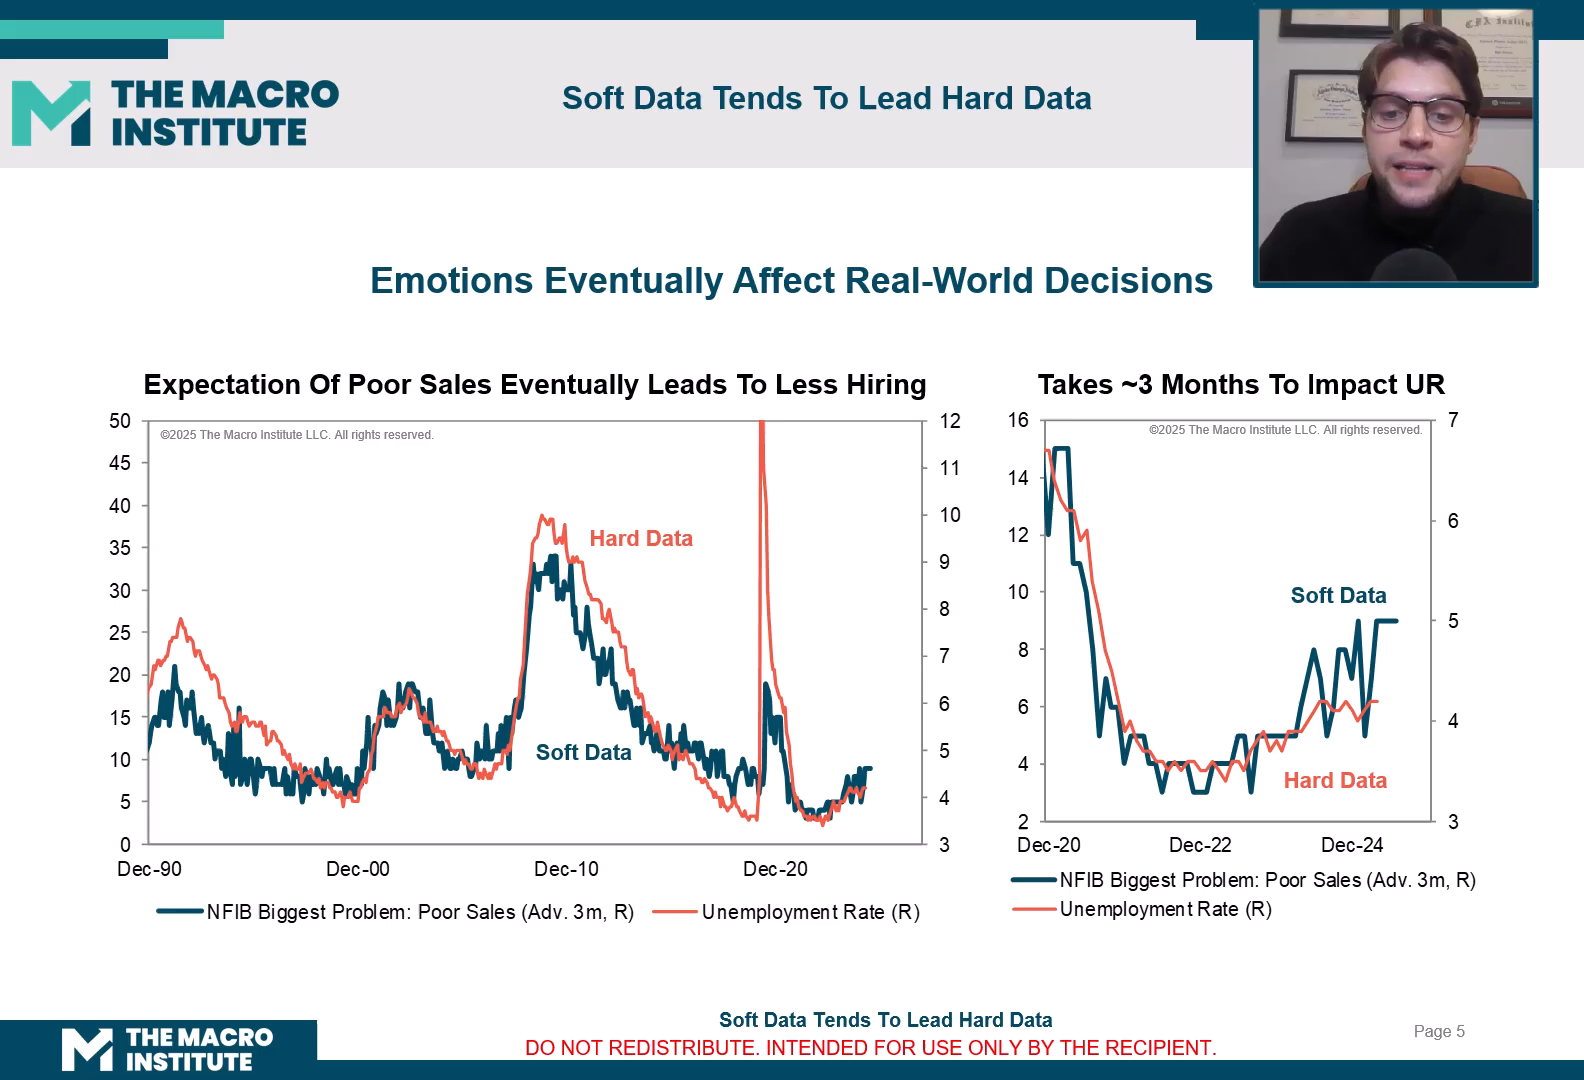 THE MACRO
INSTITUTE
Soft Data Tends To Lead Hard Data
Emotions Eventually Affect Real-World Decisions
Expectation Of Poor Sales Eventually Leads To Less Hiring
©2025 The Macro Institute LLC. All rights reserved.
50
45
40
35
30
25
20
15
10
5
0
12
11
10
9
8
7
6
5
4
3
Hard Data
Soft Data
Dec-90
Dec-00
Dec-10
Dec-20
NFIB Biggest Problem: Poor Sales (Adv. 3m, R)
Unemployment Rate (R)
Takes ~3 Months To Impact UR
©2025 The Macro Institute LLC. All rights reserved.
16
14
12
10
8
6
4
2
7
6
5
4
3
Soft Data
Hard Data
Dec-20
Dec-22
Dec-24
NFIB Biggest Problem: Poor Sales (Adv. 3m, R)
Unemployment Rate (R)
THE MACRO
INSTITUTE
Soft Data Tends To Lead Hard Data
DO NOT REDISTRIBUTE. INTENDED FOR USE ONLY BY THE RECIPIENT.
Page 5